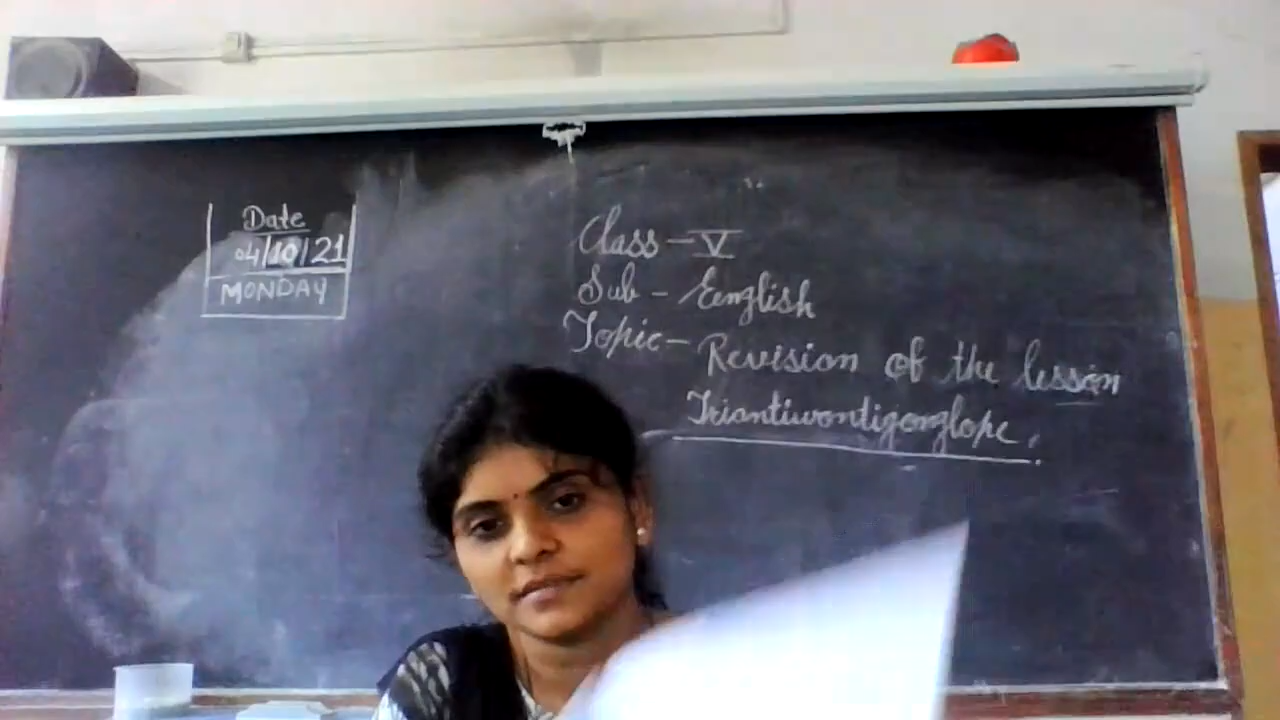 Date
04/10/21
MONDAY
Class - V
Sub - English
Topic - Revision of the lesson
Triantiwontigonglope.